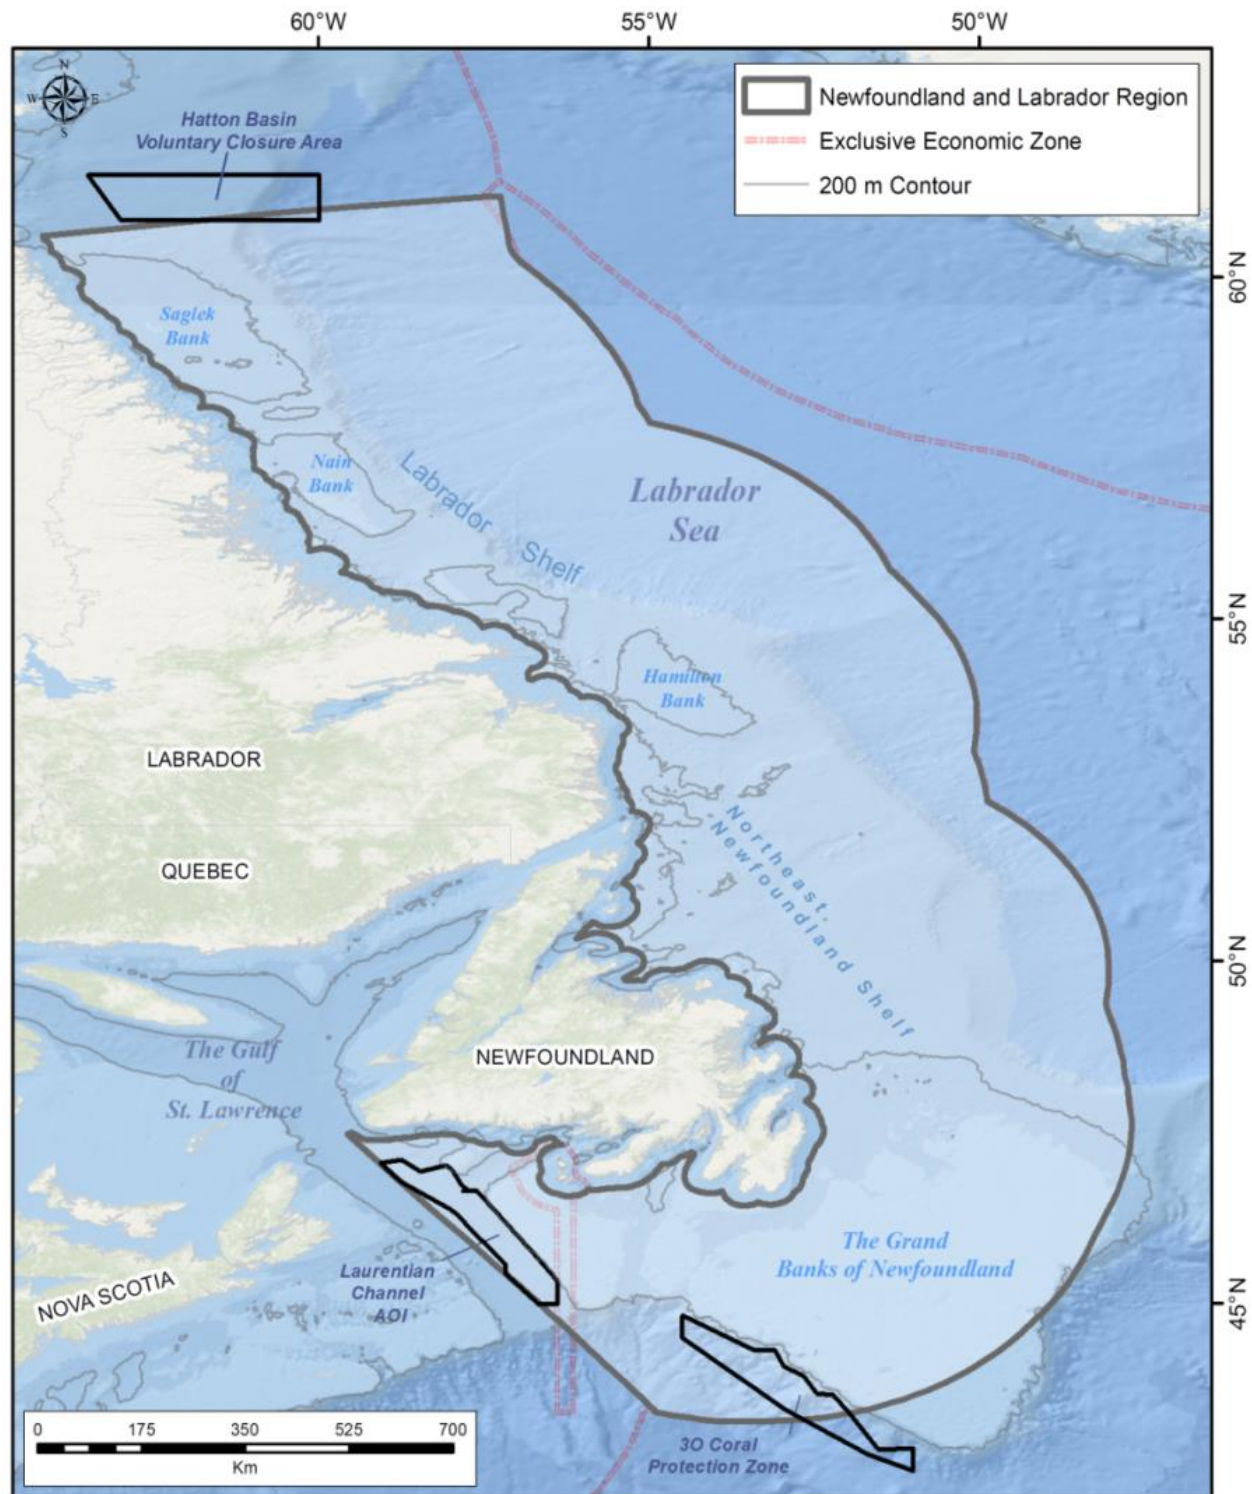 60°W
55°W
50°W
N
W
E
S
Hatton Basin
Voluntary Closure Area
Newfoundland and Labrador Region
Exclusive Economic Zone
200 m Contour
60°N
Saglek
Bank
Nain
Bank
Labrador Shelf
Labrador
Sea
55°N
Hamilton
Bank
LABRADOR
QUEBEC
Northeast-
Newfoundland Shelf
50°N
The Gulf
of
St. Lawrence
NEWFOUNDLAND
The Grand
Banks of Newfoundland
Laurentian
Channel
AOI
NOVA SCOTIA
45°N
3O Coral
Protection Zone
0 175 350 525 700
Km